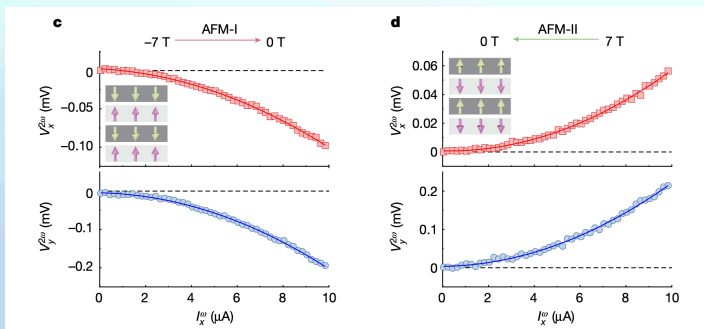 c
AFM-I
−7 T
0 T
0
−0.05
−0.10
V_x^{2ω} (mV)
0
−0.1
−0.2
V_y^{2ω} (mV)
0 2 4 6 8 10
I_x^ω (μA)
d
AFM-II
0 T
7 T
0.06
0.04
0.02
0.00
V_x^{2ω} (mV)
0.2
0.1
0
V_y^{2ω} (mV)
0 2 4 6 8 10
I_x^ω (μA)